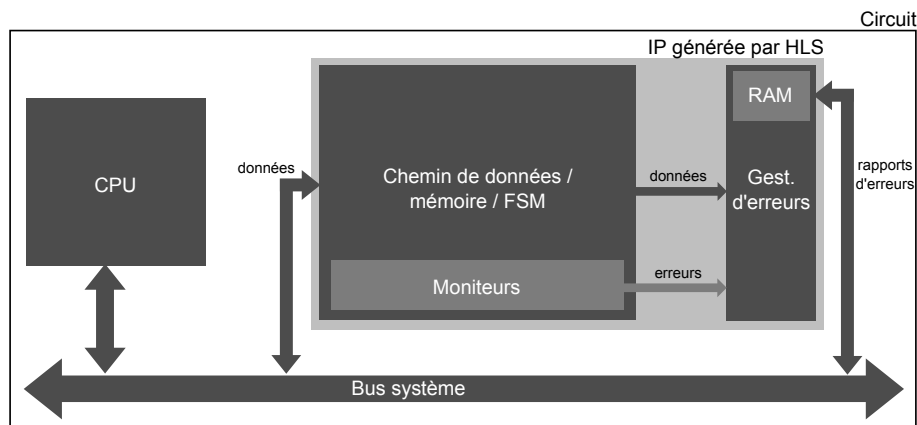 Circuit
IP générée par HLS
RAM
CPU
données
Chemin de données /
mémoire / FSM
données
Gest.
d'erreurs
rapports
d'erreurs
Moniteurs
erreurs
Bus système